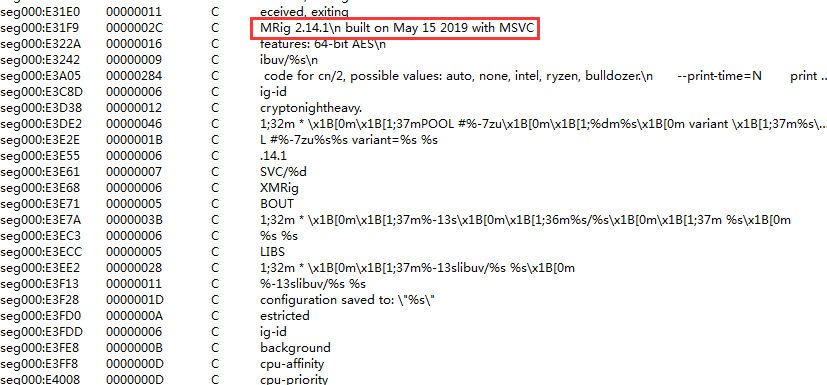 seg000:E31E0 00000011 C eceived, exiting
seg000:E31F9 0000002C C MRig 2.14.1\n built on May 15 2019 with MSVC
seg000:E322A 00000016 C features: 64-bit AES\n
seg000:E3242 00000009 C ibuv/%s\n
seg000:E3A05 00000284 C code for cn/2, possible values: auto, none, intel, ryzen, bulldozer.\n --print-time=N print ...
seg000:E3C8D 00000006 C ig-id
seg000:E3D38 00000012 C cryptonightheavy.
seg000:E3DE2 00000046 C 1;32m * \x1B[0m\x1B[1;37mPOOL #%-7zu\x1B[0m\x1B[1;%dm%s\x1B[0m variant \x1B[1;37m%s\...
seg000:E3E2E 0000001B C L #%-7zu%s%s variant=%s %s
seg000:E3E55 00000006 C .14.1
seg000:E3E61 00000007 C SVC/%d
seg000:E3E68 00000006 C XMRig
seg000:E3E71 00000005 C BOUT
seg000:E3E7A 0000003B C 1;32m * \x1B[0m\x1B[1;37m%-13s\x1B[0m\x1B[1;36m%s/%s\x1B[0m\x1B[1;37m %s\x1B[0m
seg000:E3EC3 00000006 C %s %s
seg000:E3ECC 00000005 C LIBS
seg000:E3EE2 00000028 C 1;32m * \x1B[0m\x1B[1;37m%-13slibuv/%s %s\x1B[0m
seg000:E3F13 00000011 C %-13slibuv/%s %s
seg000:E3F28 0000001D C configuration saved to: \"%s\"
seg000:E3FD0 0000000A C estricted
seg000:E3FDD 00000006 C ig-id
seg000:E3FE8 0000000B C background
seg000:E3FF8 0000000D C cpu-affinity
seg000:E4008 0000000D C cpu-priority